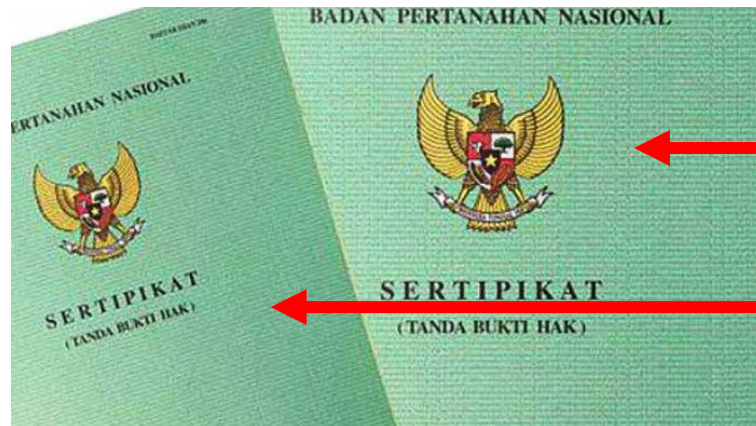 BADAN PERTANAHAN NASIONAL
SERTIPIKAT
(TANDA BUKTI HAK)
PERTANAHAN NASIONAL
SERTIPIKAT
(TANDA BUKTI HAK)